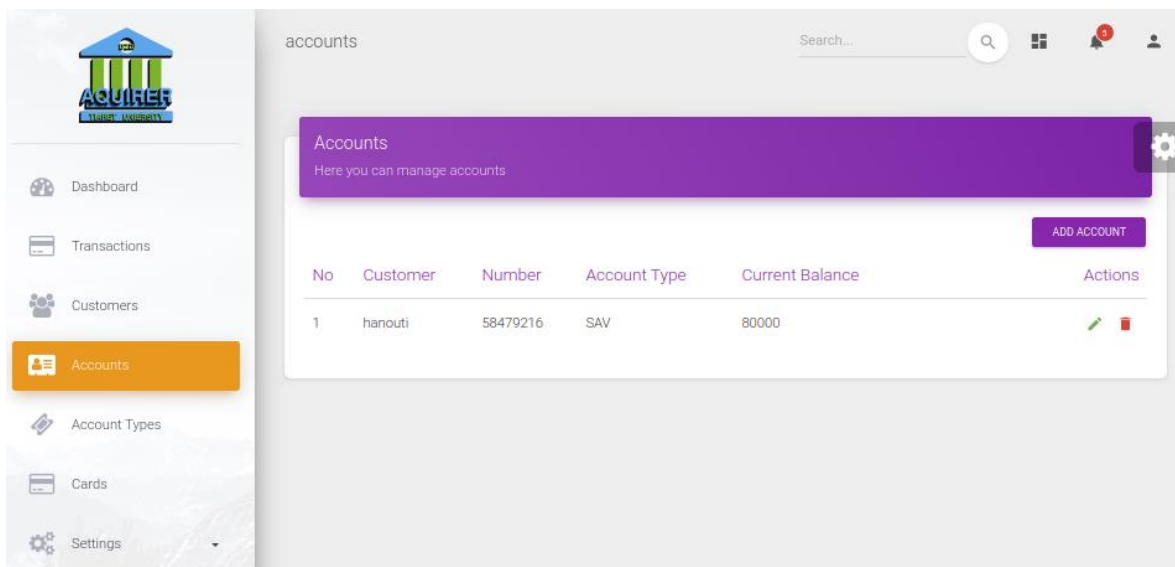 AQUIRER
accounts
Search...
5
Accounts
Here you can manage accounts
Dashboard
Transactions
Customers
Accounts
Account Types
Cards
Settings
ADD ACCOUNT
No Customer Number Account Type Current Balance Actions
1 hanouti 58479216 SAV 80000